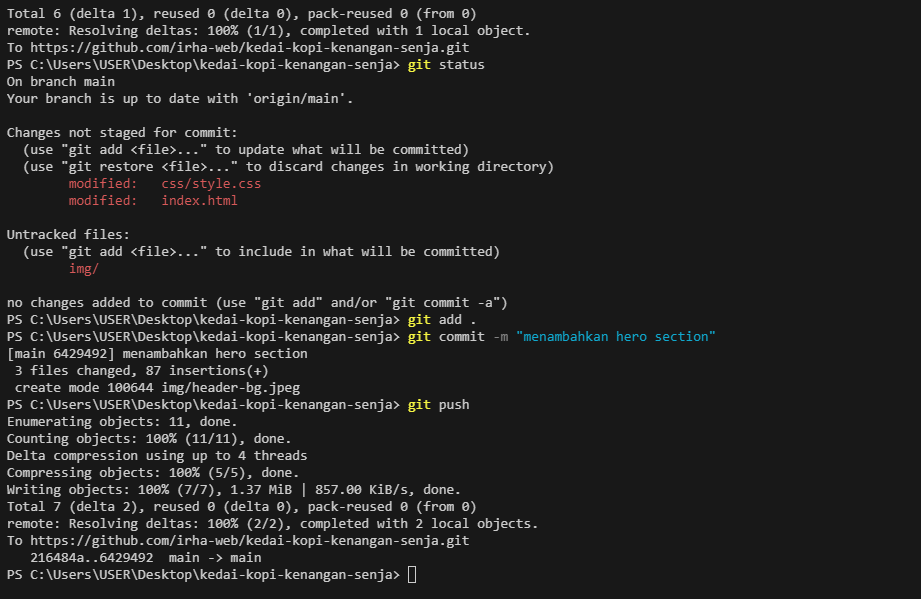 Total 6 (delta 1), reused 0 (delta 0), pack-reused 0 (from 0)
remote: Resolving deltas: 100% (1/1), completed with 1 local object.
To https://github.com/irha-web/kedai-kopi-kenangan-senja.git
PS C:\Users\USER\Desktop\kedai-kopi-kenangan-senja> git status
On branch main
Your branch is up to date with 'origin/main'.
Changes not staged for commit:
  (use "git add <file>..." to update what will be committed)
  (use "git restore <file>..." to discard changes in working directory)
        modified:   css/style.css
        modified:   index.html
Untracked files:
  (use "git add <file>..." to include in what will be committed)
        img/
no changes added to commit (use "git add" and/or "git commit -a")
PS C:\Users\USER\Desktop\kedai-kopi-kenangan-senja> git add .
PS C:\Users\USER\Desktop\kedai-kopi-kenangan-senja> git commit -m "menambahkan hero section"
[main 6429492] menambahkan hero section
 3 files changed, 87 insertions(+)
 create mode 100644 img/header-bg.jpeg
PS C:\Users\USER\Desktop\kedai-kopi-kenangan-senja> git push
Enumerating objects: 11, done.
Counting objects: 100% (11/11), done.
Delta compression using up to 4 threads
Compressing objects: 100% (5/5), done.
Writing objects: 100% (7/7), 1.37 MiB | 857.00 KiB/s, done.
Total 7 (delta 2), reused 0 (delta 0), pack-reused 0 (from 0)
remote: Resolving deltas: 100% (2/2), completed with 2 local objects.
To https://github.com/irha-web/kedai-kopi-kenangan-senja.git
   216484a..6429492  main -> main
PS C:\Users\USER\Desktop\kedai-kopi-kenangan-senja>